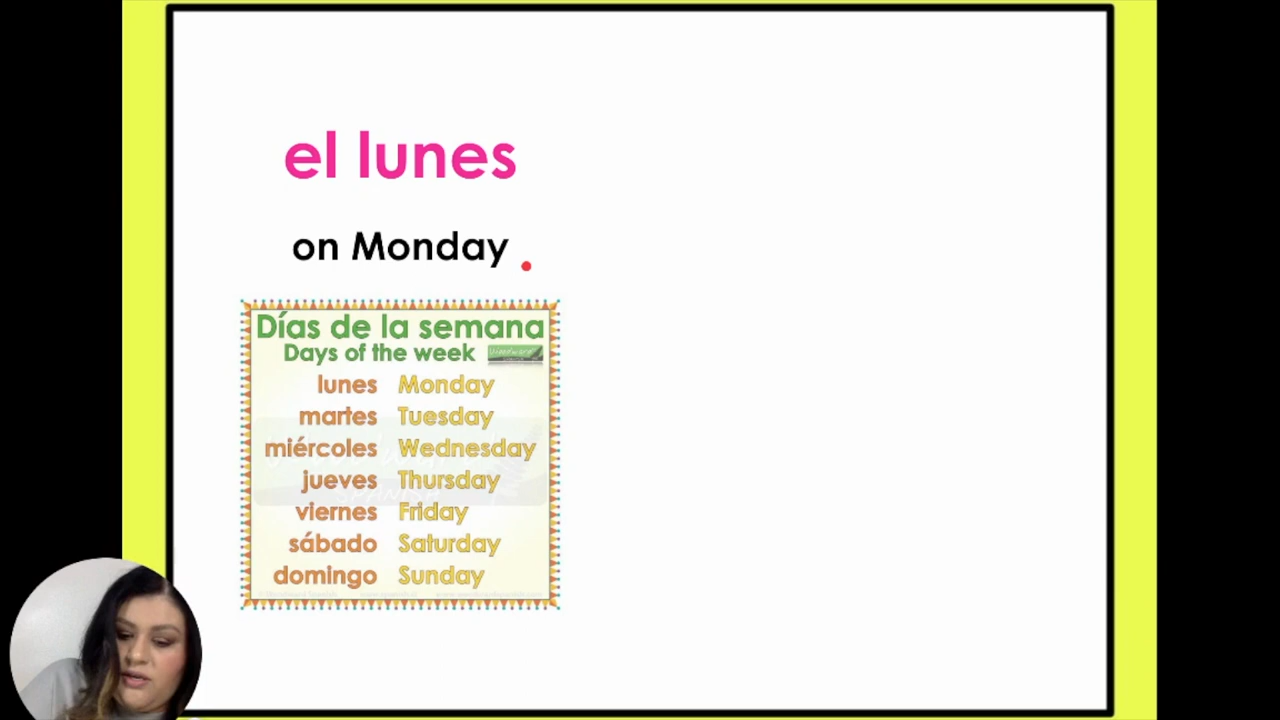 el lunes
on Monday
Días de la semana
Days of the week
lunes Monday
martes Tuesday
miércoles Wednesday
jueves Thursday
viernes Friday
sábado Saturday
domingo Sunday